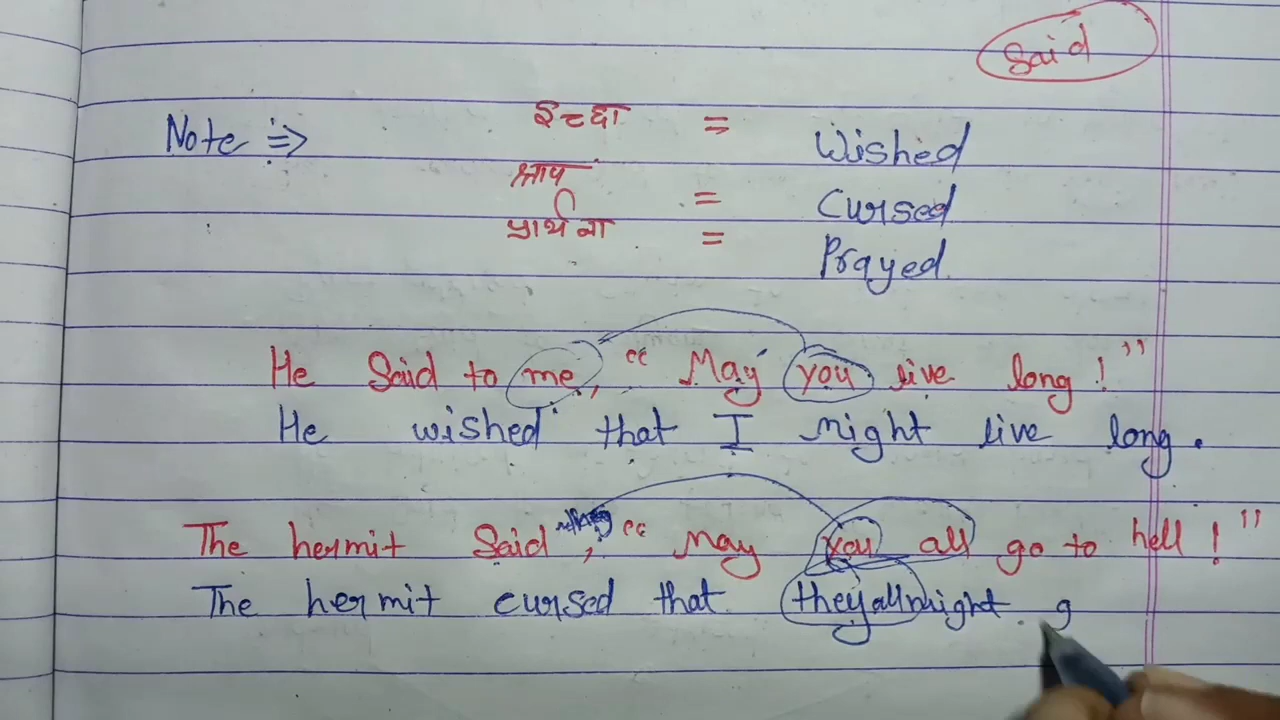 Said
Note ⇒ इच्छा = Wished
श्राप = Cursed
प्रार्थना = Prayed
He Said to me, “ May you live long ! ”
He wished that I might live long .
The hermit Said , “ May you all go to hell ! ”
The hermit cursed that they all might g